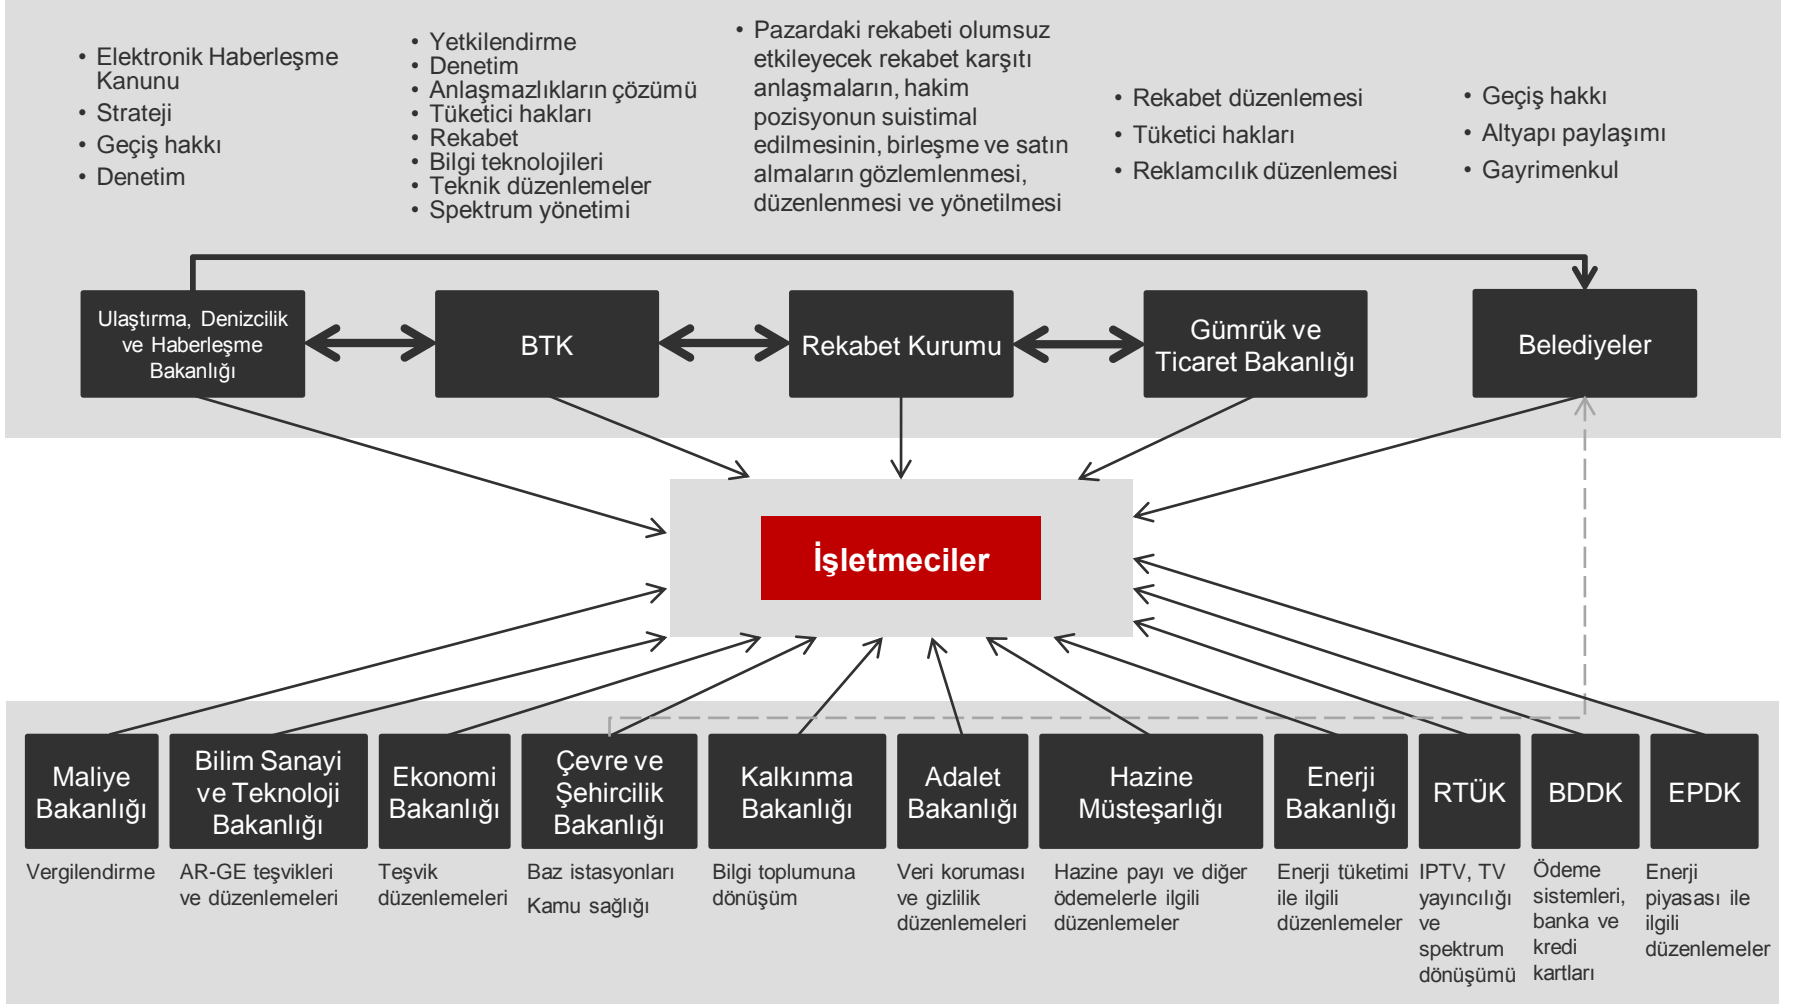 • Elektronik Haberleşme
Kanunu
• Strateji
• Geçiş hakkı
• Denetim
• Yetkilendirme
• Denetim
• Anlaşmazlıkların çözümü
• Tüketici hakları
• Rekabet
• Bilgi teknolojileri
• Teknik düzenlemeler
• Spektrum yönetimi
• Pazardaki rekabeti olumsuz
etkileyecek rekabet karşıtı
anlaşmaların, hakim
pozisyonun suistimal
edilmesinin, birleşme ve satın
almaların gözlemlenmesi,
düzenlenmesi ve yönetilmesi
• Rekabet düzenlemesi
• Tüketici hakları
• Reklamcılık düzenlemesi
• Geçiş hakkı
• Altyapı paylaşımı
• Gayrimenkul
Ulaştırma, Denizcilik
ve Haberleşme
Bakanlığı
BTK
Rekabet Kurumu
Gümrük ve
Ticaret Bakanlığı
Belediyeler
İşletmeciler
Maliye
Bakanlığı
Bilim Sanayi
ve Teknoloji
Bakanlığı
Ekonomi
Bakanlığı
Çevre ve
Şehircilik
Bakanlığı
Kalkınma
Bakanlığı
Adalet
Bakanlığı
Hazine
Müsteşarlığı
Enerji
Bakanlığı
RTÜK
BDDK
EPDK
Vergilendirme
AR-GE teşvikleri
ve düzenlemeleri
Teşvik
düzenlemeleri
Baz istasyonları
Kamu sağlığı
Bilgi toplumuna
dönüşüm
Veri koruması
ve gizlilik
düzenlemeleri
Hazine payı ve diğer
ödemelerle ilgili
düzenlemeler
Enerji tüketimi
ile ilgili
düzenlemeler
IPTV, TV
yayıncılığı
ve
spektrum
dönüşümü
Ödeme
sistemleri,
banka ve
kredi
kartları
Enerji
piyasası ile
ilgili
düzenlemeler